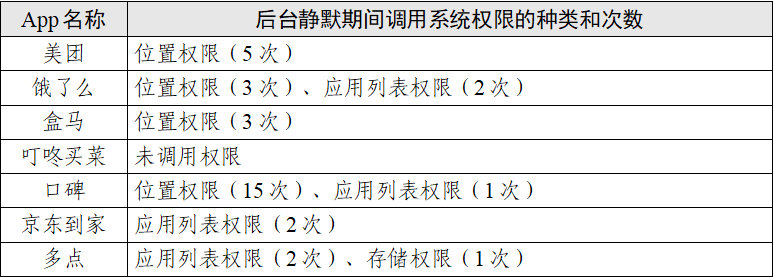 App名称 后台静默期间调用系统权限的种类和次数
美团 位置权限（5次）
饿了么 位置权限（3次）、应用列表权限（2次）
盒马 位置权限（3次）
叮咚买菜 未调用权限
口碑 位置权限（15次）、应用列表权限（1次）
京东到家 应用列表权限（2次）
多点 应用列表权限（2次）、存储权限（1次）